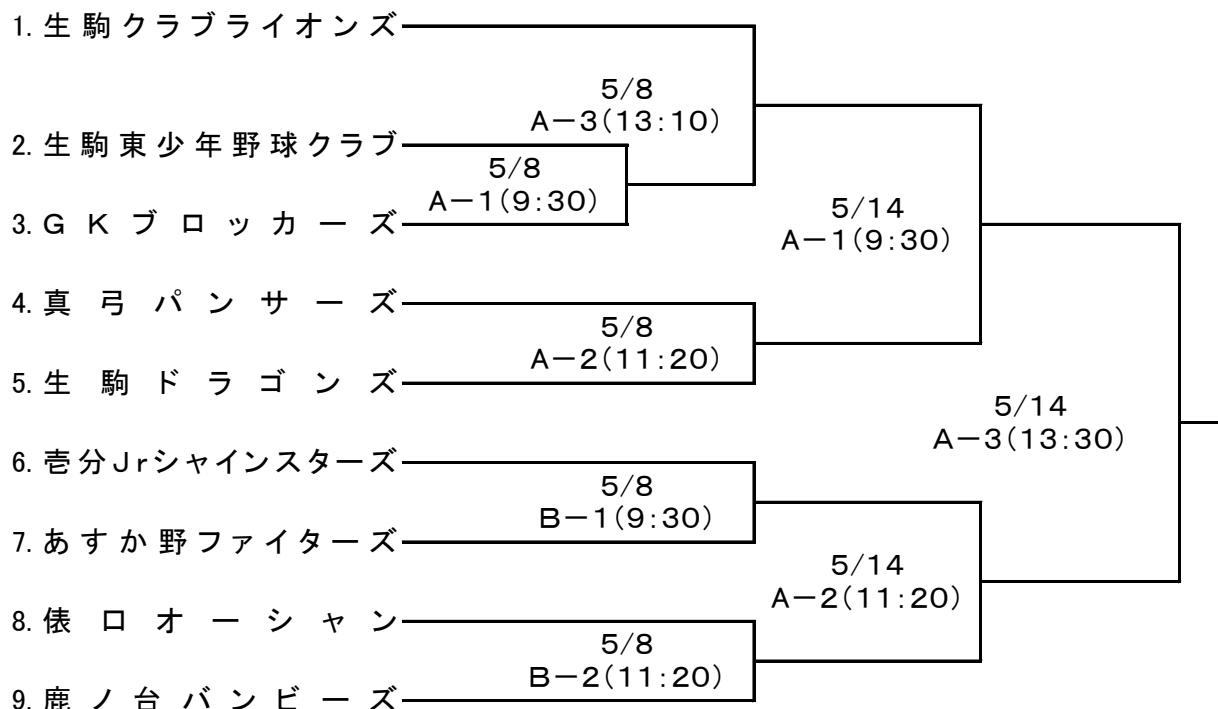 1. 生駒クラブライオンズ
5/8
A－3(13:10)
2. 生駒東少年野球クラブ
5/8
A－1(9:30)
3. GKブロッカーズ
5/14
A－1(9:30)
4. 真弓パンサーズ
5/8
A－2(11:20)
5. 生駒ドラゴンズ
5/14
A－3(13:30)
6. 壱分Jrシャインスターズ
5/8
B－1(9:30)
7. あすか野ファイターズ
5/14
A－2(11:20)
8. 俵口オーシャン
5/8
B－2(11:20)
9. 鹿ノ台バンビーズ